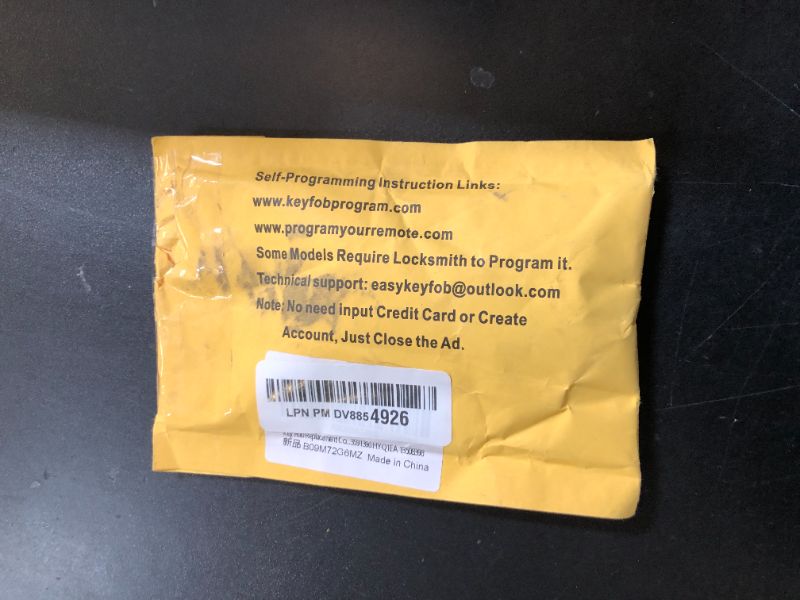 Self-Programming Instruction Links:
www.keyfobprogram.com
www.programyourremote.com
Some Models Require Locksmith to Program it.
Technical support: easykeyfob@outlook.com
Note: No need input Credit Card or Create
Account, Just Close the Ad.
LPN PM DV8854926
Replacement Co...
新品 B09M72G6MZ Made in China